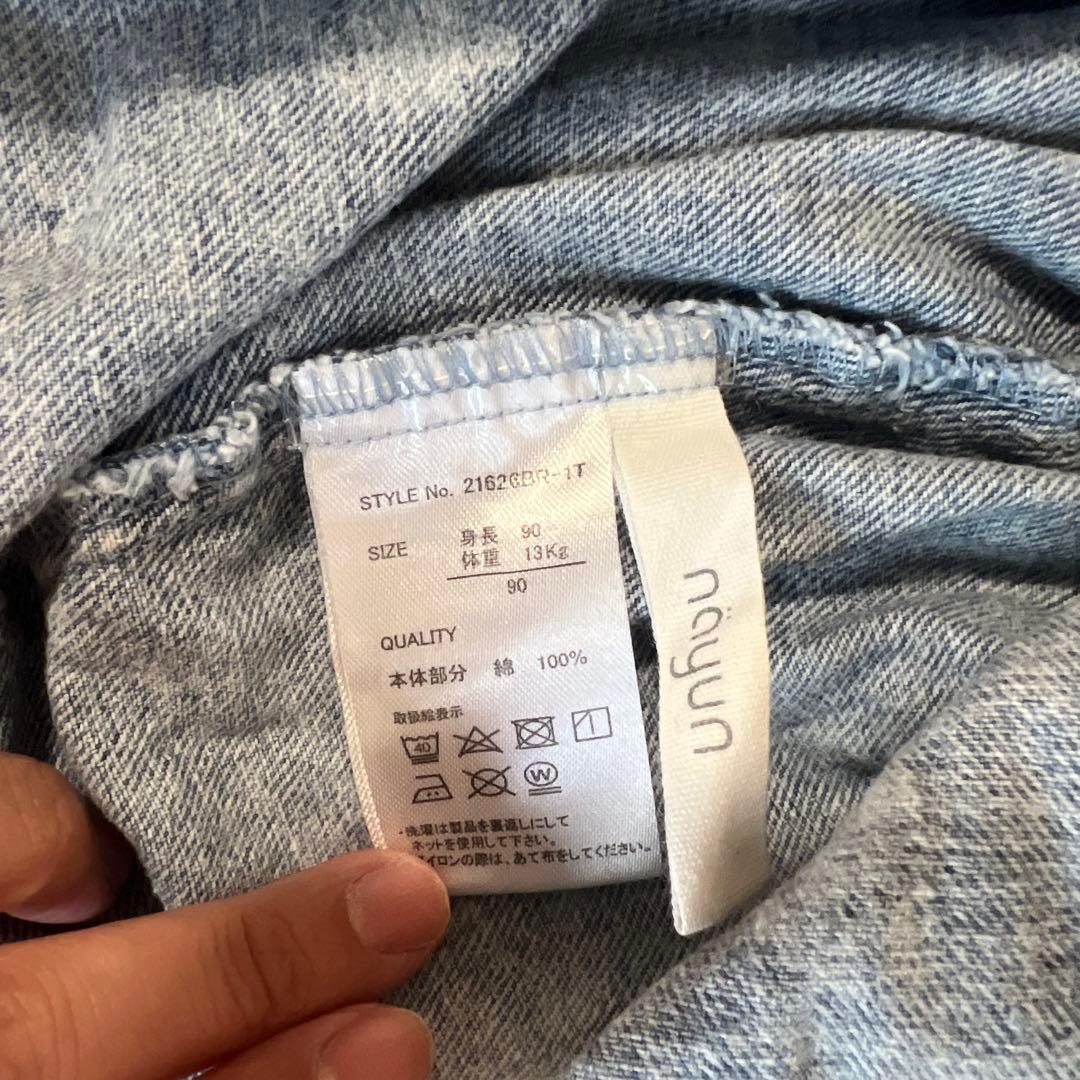 STYLE No. 21626BR-1T
SIZE
身長 90
体重 13Kg
90
QUALITY
本体部分 綿 100%
取扱絵表示
40
W
・洗濯は製品を裏返しにして
ネットを使用して下さい。
アイロンの際は、あて布をしてください。
näyun